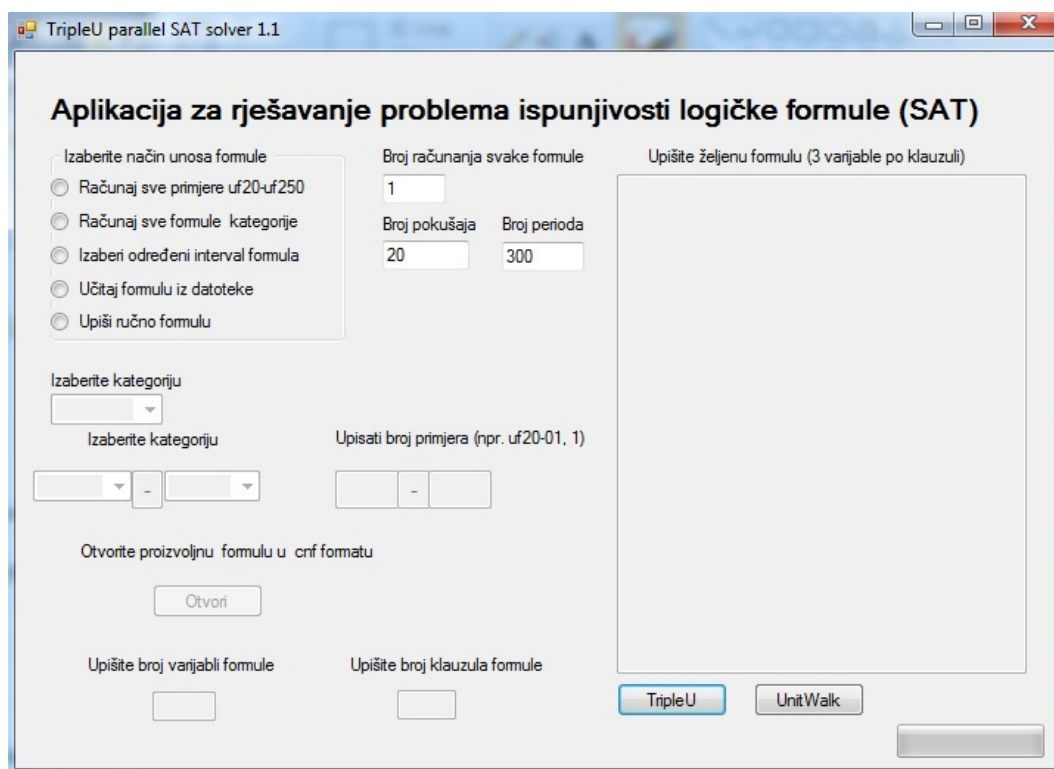 TripleU parallel SAT solver 1.1
Aplikacija za rješavanje problema ispunjivosti logičke formule (SAT)
Izaberite način unosa formule
Računaj sve primjere uf20-uf250
Računaj sve formule kategorije
Izaberi određeni interval formula
Učitaj formulu iz datoteke
Upiši ručno formulu
Broj računanja svake formule
1
Broj pokušaja Broj perioda
20 300
Upišite željenu formulu (3 varijable po klauzuli)
Izaberite kategoriju
Izaberite kategoriju Upisati broj primjera (npr. uf20-01, 1)
- -
Otvorite proizvoljnu formulu u cnf formatu
Otvori
Upišite broj varijabli formule Upišite broj klauzula formule
TripleU UnitWalk